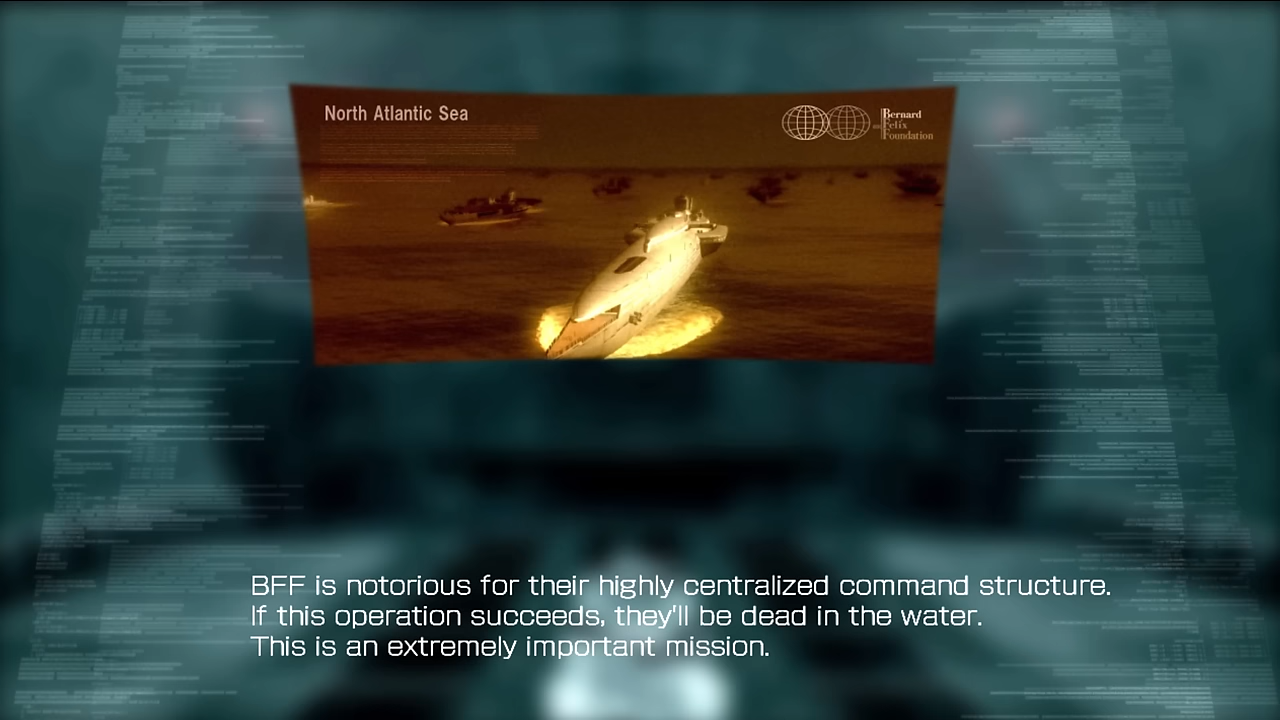 North Atlantic Sea
Bernard
Felix
Foundation
BFF is notorious for their highly centralized command structure.
If this operation succeeds, they'll be dead in the water.
This is an extremely important mission.